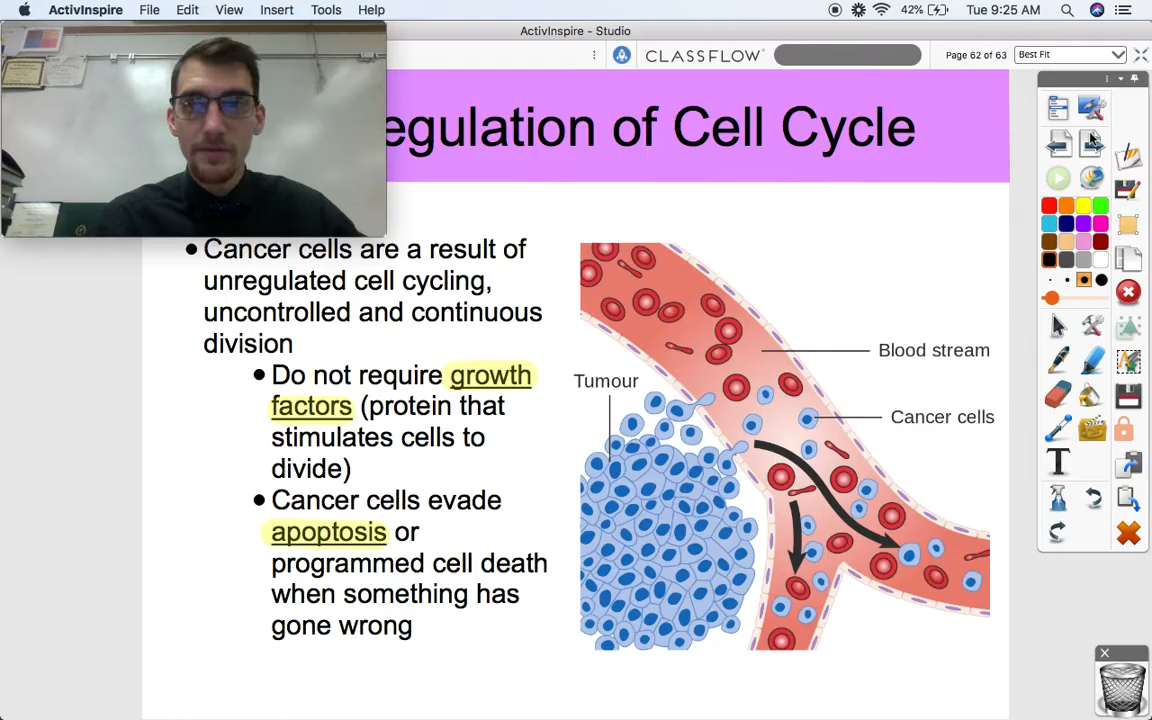 ActivInspire File Edit View Insert Tools Help 42% Tue 9:25 AM
ActivInspire - Studio
CLASSFLOW Page 62 of 63 Best Fit
egulation of Cell Cycle
• Cancer cells are a result of
unregulated cell cycling,
uncontrolled and continuous
division
• Do not require growth
factors (protein that
stimulates cells to
divide)
• Cancer cells evade
apoptosis or
programmed cell death
when something has
gone wrong
Blood stream
Tumour
Cancer cells
T